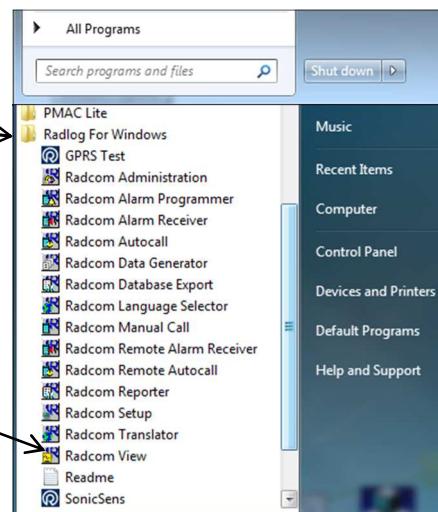 All Programs
Search programs and files
Shut down
PMAC Lite
Radlog For Windows
GPRS Test
Radcom Administration
Radcom Alarm Programmer
Radcom Alarm Receiver
Radcom Autocall
Radcom Data Generator
Radcom Database Export
Radcom Language Selector
Radcom Manual Call
Radcom Remote Alarm Receiver
Radcom Remote Autocall
Radcom Reporter
Radcom Setup
Radcom Translator
Radcom View
Readme
SonicSens
Music
Recent Items
Computer
Control Panel
Devices and Printers
Default Programs
Help and Support